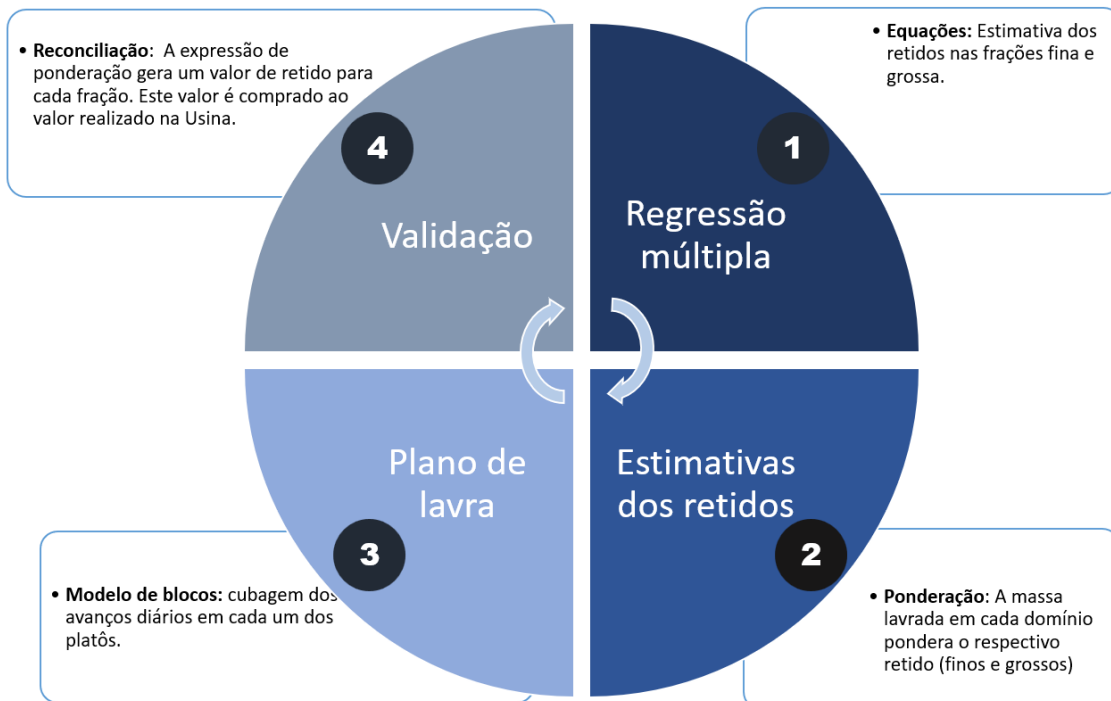 • Reconciliação: A expressão de
ponderação gera um valor de retido para
cada fração. Este valor é comprado ao
valor realizado na Usina.
4
Validação
• Equações: Estimativa dos
retidos nas frações fina e
grossa.
1
Regressão
múltipla
Plano de
lavra
3
• Modelo de blocos: cubagem dos
avanços diários em cada um dos
platôs.
Estimativas
dos retidos
2
• Ponderação: A massa
lavrada em cada domínio
pondera o respectivo
retido (finos e grossos)